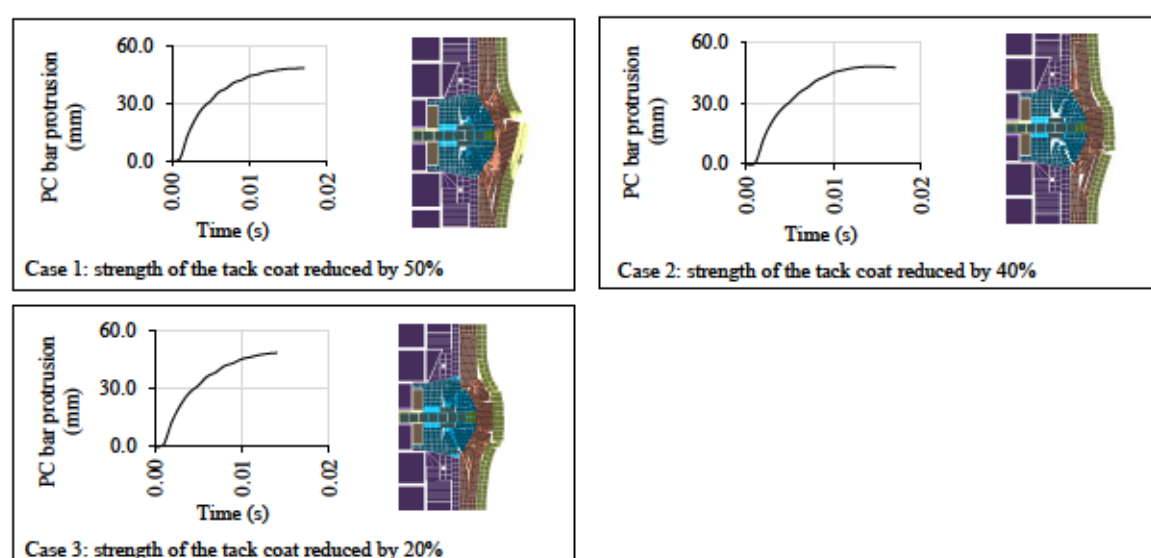 60.0
30.0
0.0
PC bar protrusion
(mm)
0.00
0.01
0.02
Time (s)
Case 1: strength of the tack coat reduced by 50%
60.0
30.0
0.0
PC bar protrusion
(mm)
0.00
0.01
0.02
Time (s)
Case 2: strength of the tack coat reduced by 40%
60.0
30.0
0.0
PC bar protrusion
(mm)
0.00
0.01
0.02
Time (s)
Case 3: strength of the tack coat reduced by 20%